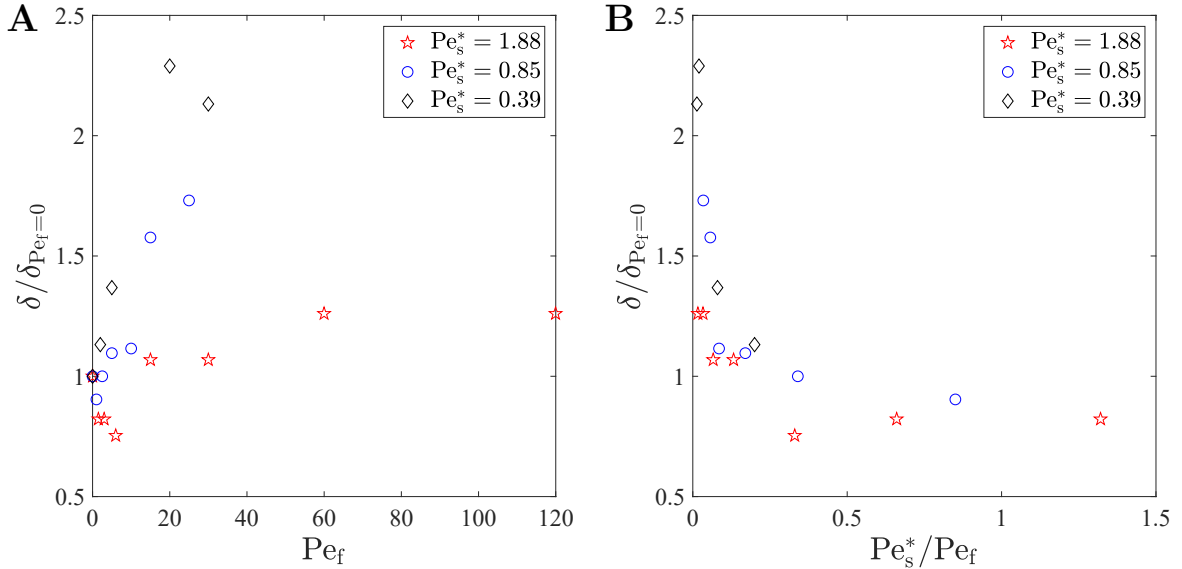 A
δ/δ_{Pe_f=0}
2.5
2
1.5
1
0.5
0 20 40 60 80 100 120
Pe_f
Pe_s^* = 1.88
Pe_s^* = 0.85
Pe_s^* = 0.39
B
δ/δ_{Pe_f=0}
2.5
2
1.5
1
0.5
0 0.5 1 1.5
Pe_s^*/Pe_f
Pe_s^* = 1.88
Pe_s^* = 0.85
Pe_s^* = 0.39